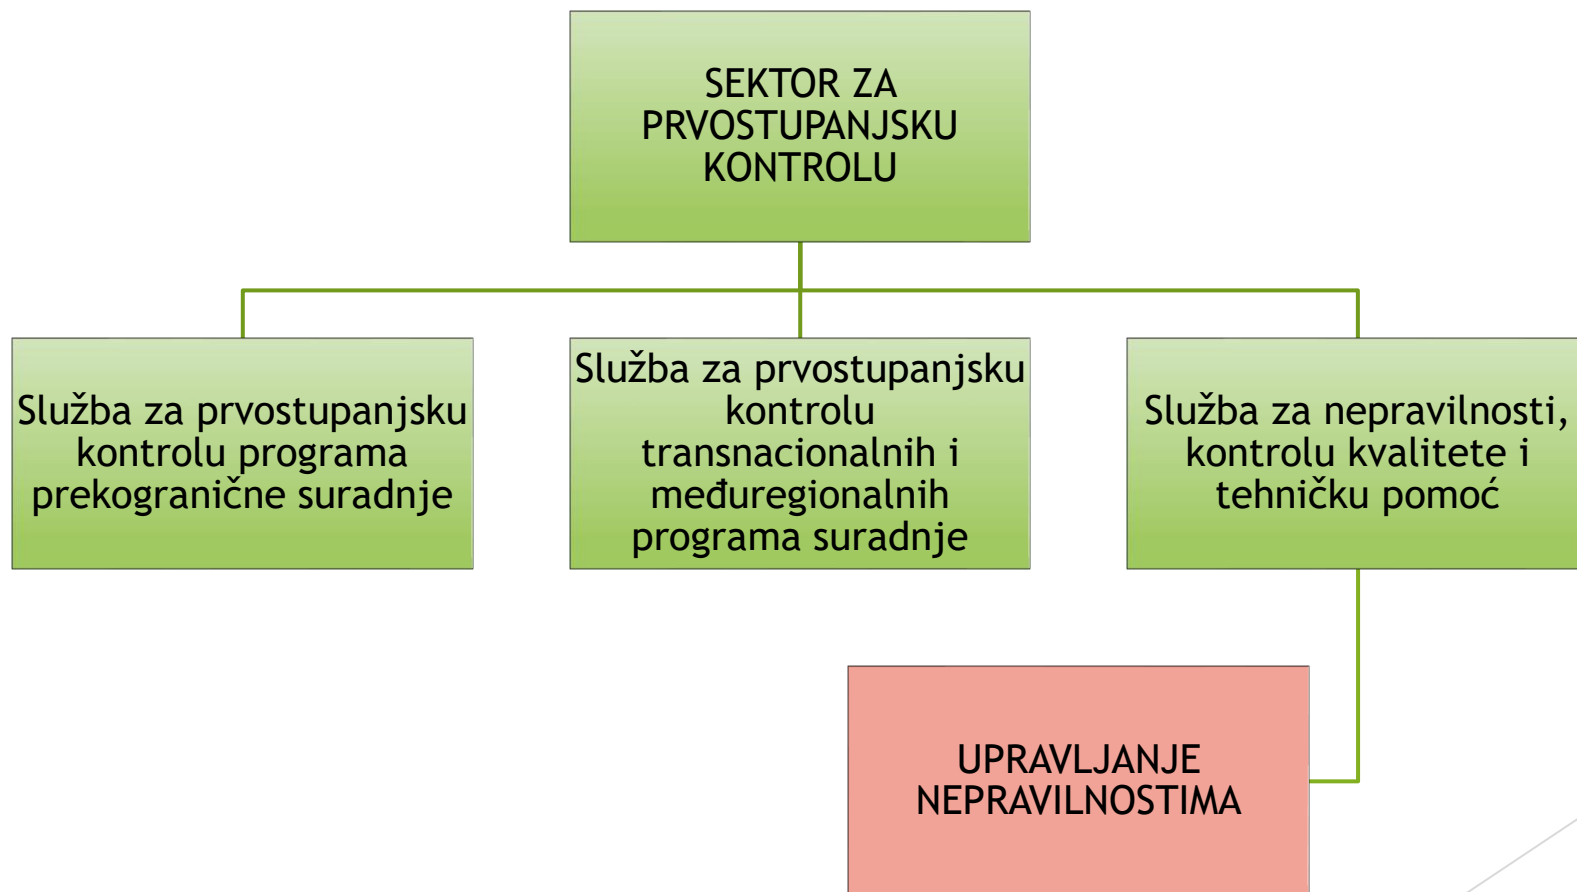 SEKTOR ZA
PRVOSTUPANJSKU
KONTROLU
Služba za prvostupanjsku
kontrolu programa
prekogranične suradnje
Služba za prvostupanjsku
kontrolu
transnacionalnih i
međuregionalnih
programa suradnje
Služba za nepravilnosti,
kontrolu kvalitete i
tehničku pomoć
UPRAVLJANJE
NEPRAVILNOSTIMA